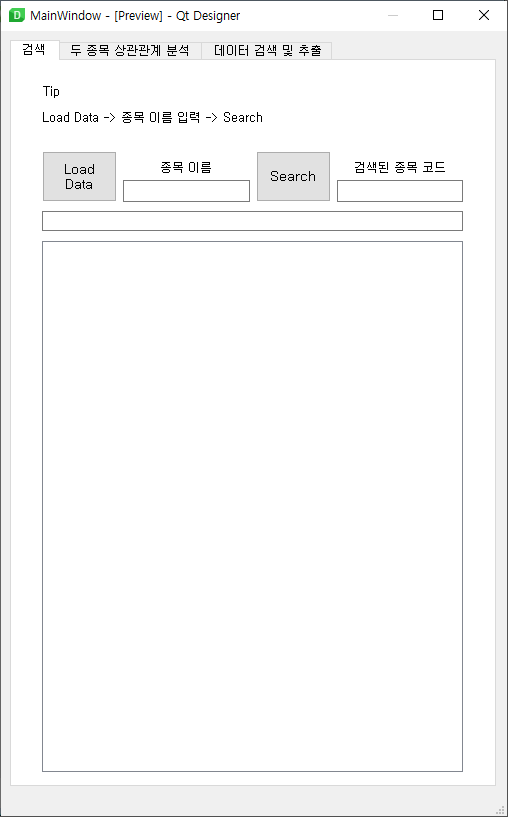 MainWindow - [Preview] - Qt Designer
검색 두 종목 상관관계 분석 데이터 검색 및 추출
Tip
Load Data -> 종목 이름 입력 -> Search
Load
Data
종목 이름
Search
검색된 종목 코드